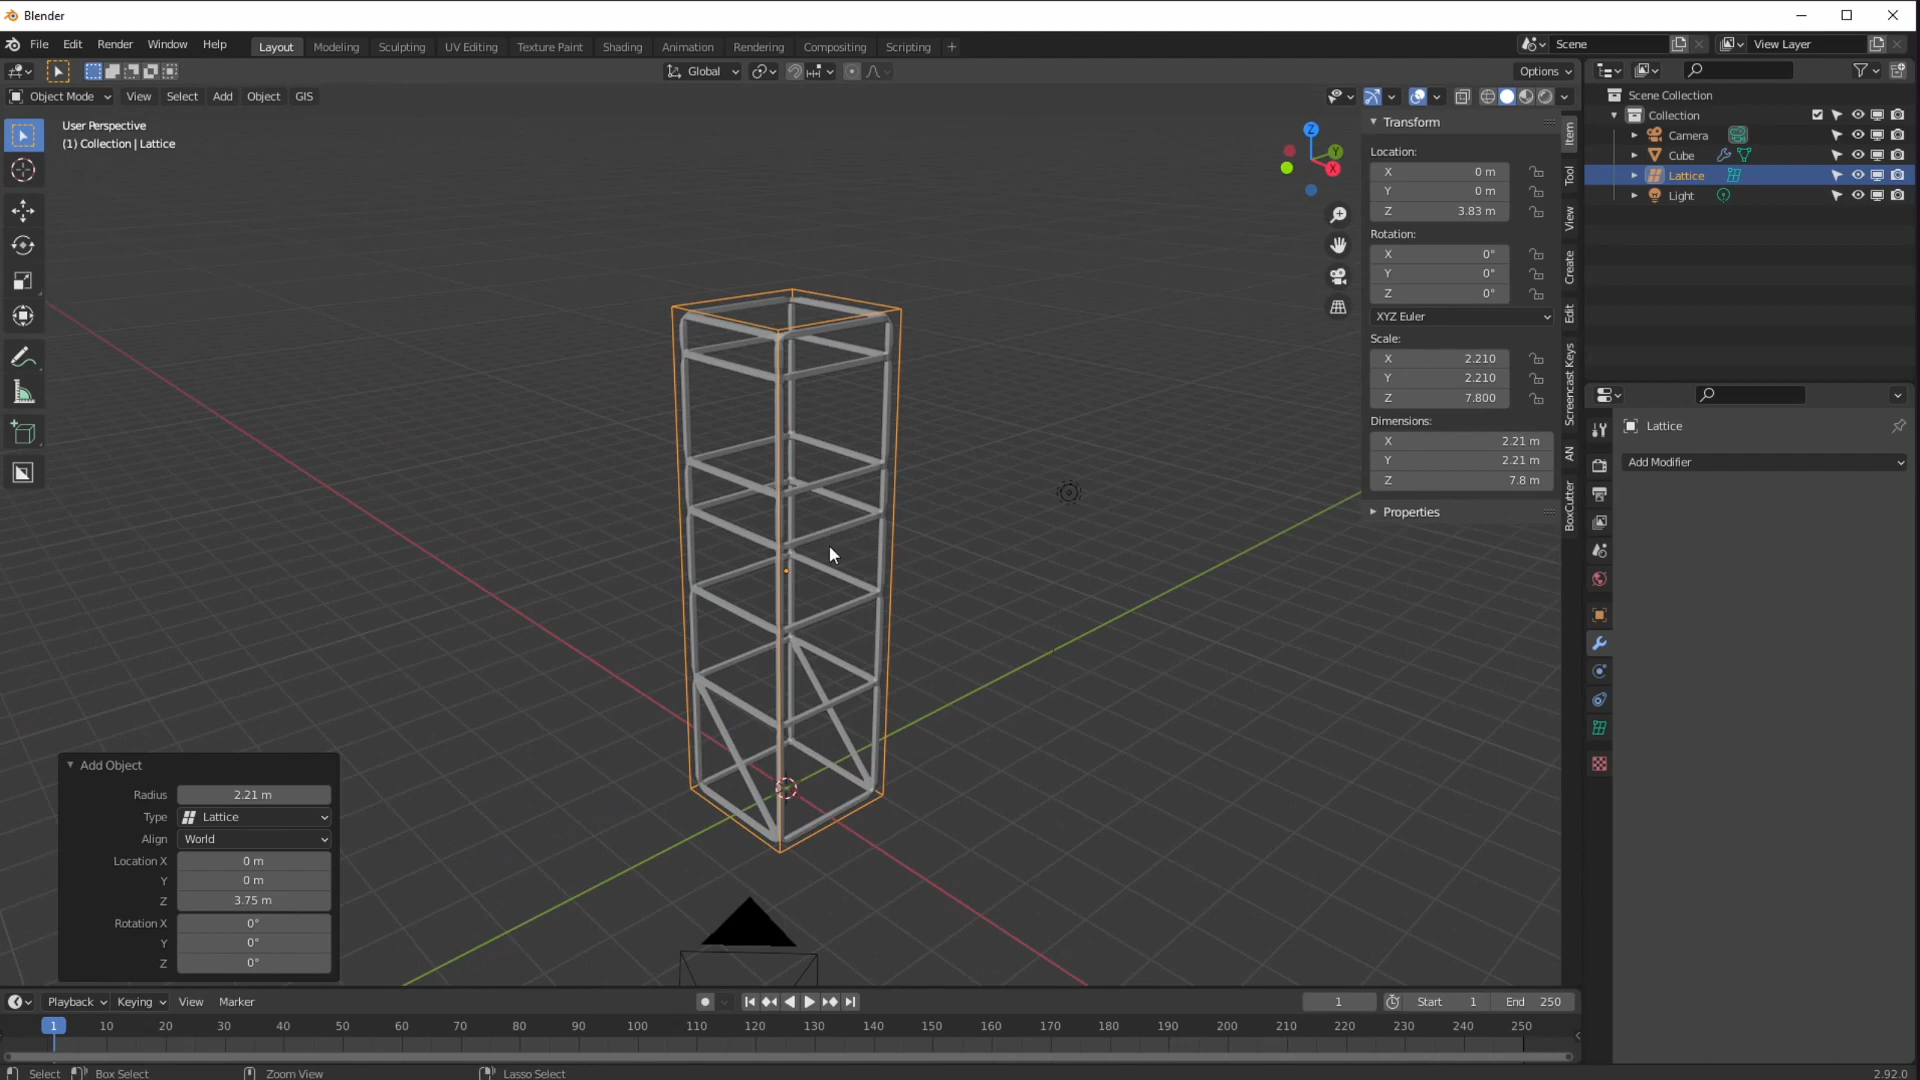 Blender
File Edit Render Window Help
Layout Modeling Sculpting UV Editing Texture Paint Shading Animation Rendering Compositing Scripting +
Scene
View Layer
Global
Options
Object Mode View Select Add Object GIS
User Perspective
(1) Collection | Lattice
Z
Y
X
Transform
Location:
X 0 m
Y 0 m
Z 3.83 m
Rotation:
X 0°
Y 0°
Z 0°
XYZ Euler
Scale:
X 2.210
Y 2.210
Z 7.800
Dimensions:
X 2.21 m
Y 2.21 m
Z 7.8 m
Properties
Item
Tool
View
Create
Edit
Screencast Keys
AN
BoxCutter
Scene Collection
Collection
Camera
Cube
Lattice
Light
Lattice
Add Modifier
Add Object
Radius 2.21 m
Type Lattice
Align World
Location X 0 m
Y 0 m
Z 3.75 m
Rotation X 0°
Y 0°
Z 0°
Playback Keying View Marker
1 Start 1 End 250
1 10 20 30 40 50 60 70 80 90 100 110 120 130 140 150 160 170 180 190 200 210 220 230 240 250
Select Box Select Zoom View Lasso Select
2.92.0